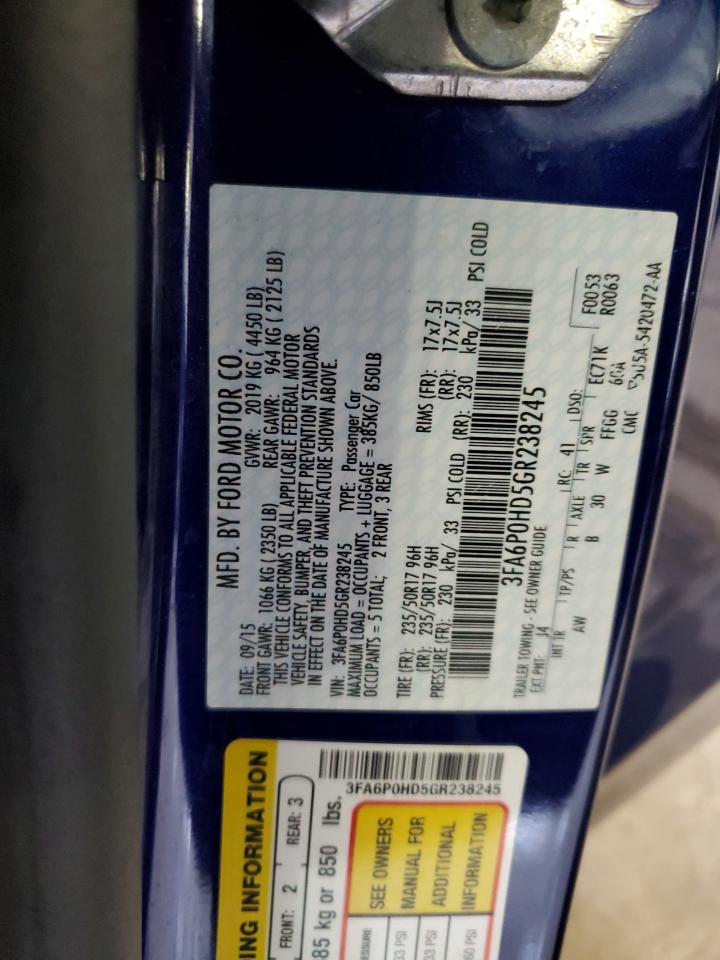 MFD. BY FORD MOTOR CO.
DATE: 09/15 GVWR: 2019 KG ( 4450 LB)
FRONT GAWR: 1066 KG ( 2350 LB) REAR GAWR: 964 KG ( 2125 LB)
THIS VEHICLE CONFORMS TO ALL APPLICABLE FEDERAL MOTOR
VEHICLE SAFETY, BUMPER, AND THEFT PREVENTION STANDARDS
IN EFFECT ON THE DATE OF MANUFACTURE SHOWN ABOVE.
VIN: 3FA6P0HD5GR238245 TYPE: Passenger Car
MAXIMUM LOAD = OCCUPANTS + LUGGAGE = 385KG/ 850LB
OCCUPANTS = 5 TOTAL; 2 FRONT, 3 REAR
TIRE (FR): 235/50R17 96H RIMS (FR): 17x7.5J
(RR): 235/50R17 96H (RR): 17x7.5J
PRESSURE (FR): 230 kPa/ 33 PSI COLD (RR): 230 kPa/ 33 PSI COLD
3FA6P0HD5GR238245
TRAILER TOWING - SEE OWNER GUIDE
EXT PNT: J4 RC: 41 DSO:
INT TR TP/PS R AXLE TR SPR EC71K F0053
AW B 30 W FFGG 6GA R0063
CMC 5U5A-5420472-AA
ING INFORMATION
FRONT: 2 REAR: 3
85 kg or 850 lbs.
3FA6P0HD5GR238245
SEE OWNERS
MANUAL FOR
ADDITIONAL
INFORMATION
33 PSI
33 PSI
60 PSI